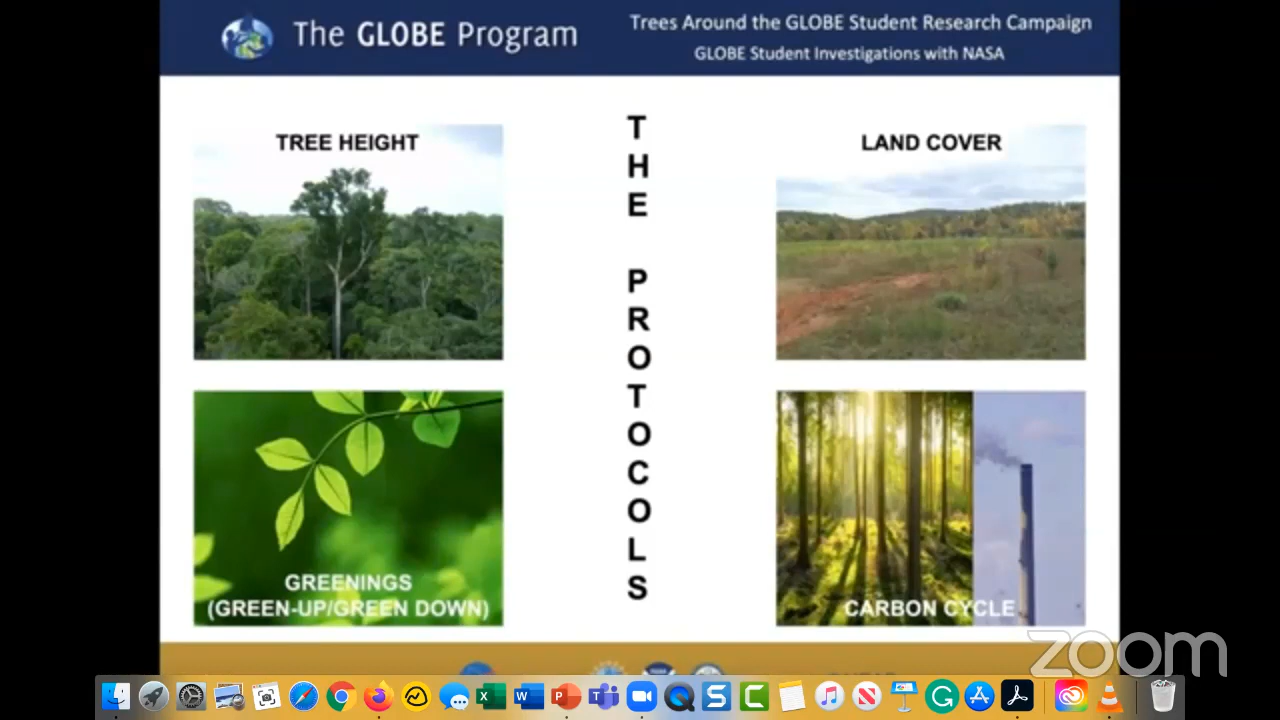 The GLOBE Program
Trees Around the GLOBE Student Research Campaign
GLOBE Student Investigations with NASA
TREE HEIGHT
LAND COVER
THE PROTOCOLS
GREENINGS
(GREEN-UP/GREEN DOWN)
CARBON CYCLE
zoom